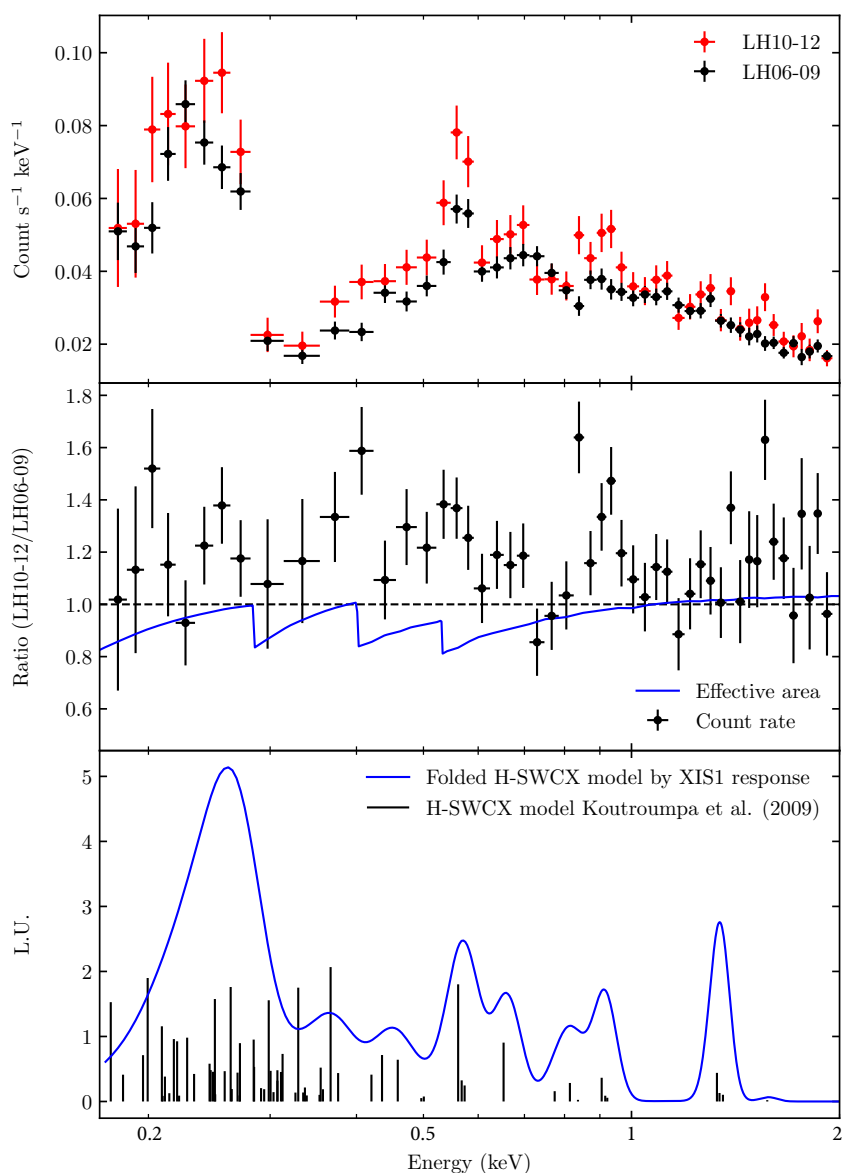 LH10-12
LH06-09
0.10
0.08
0.06
0.04
0.02
Count s⁻¹ keV⁻¹
1.8
1.6
1.4
1.2
1.0
0.8
0.6
Ratio (LH10-12/LH06-09)
Effective area
Count rate
Folded H-SWCX model by XIS1 response
H-SWCX model Koutroumpa et al. (2009)
5
4
3
2
1
0
L.U.
0.2 0.5 1 2
Energy (keV)